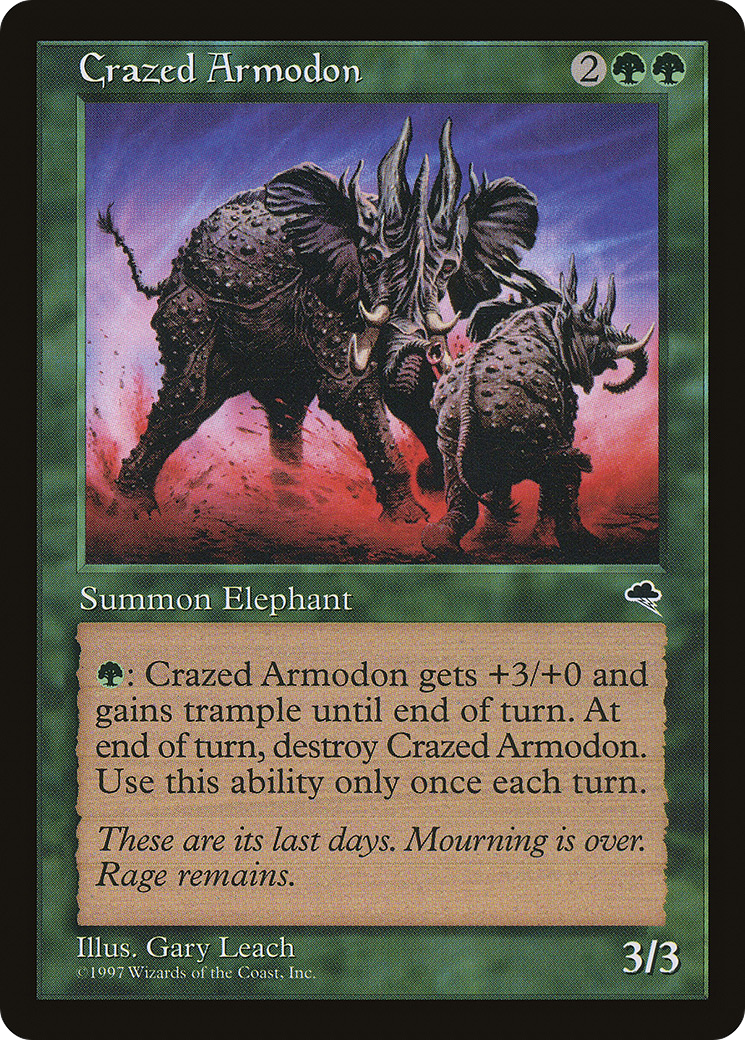 Crazed Armodon
2
Summon Elephant
: Crazed Armodon gets +3/+0 and
gains trample until end of turn. At
end of turn, destroy Crazed Armodon.
Use this ability only once each turn.
These are its last days. Mourning is over.
Rage remains.
Illus. Gary Leach
©1997 Wizards of the Coast, Inc.
3/3